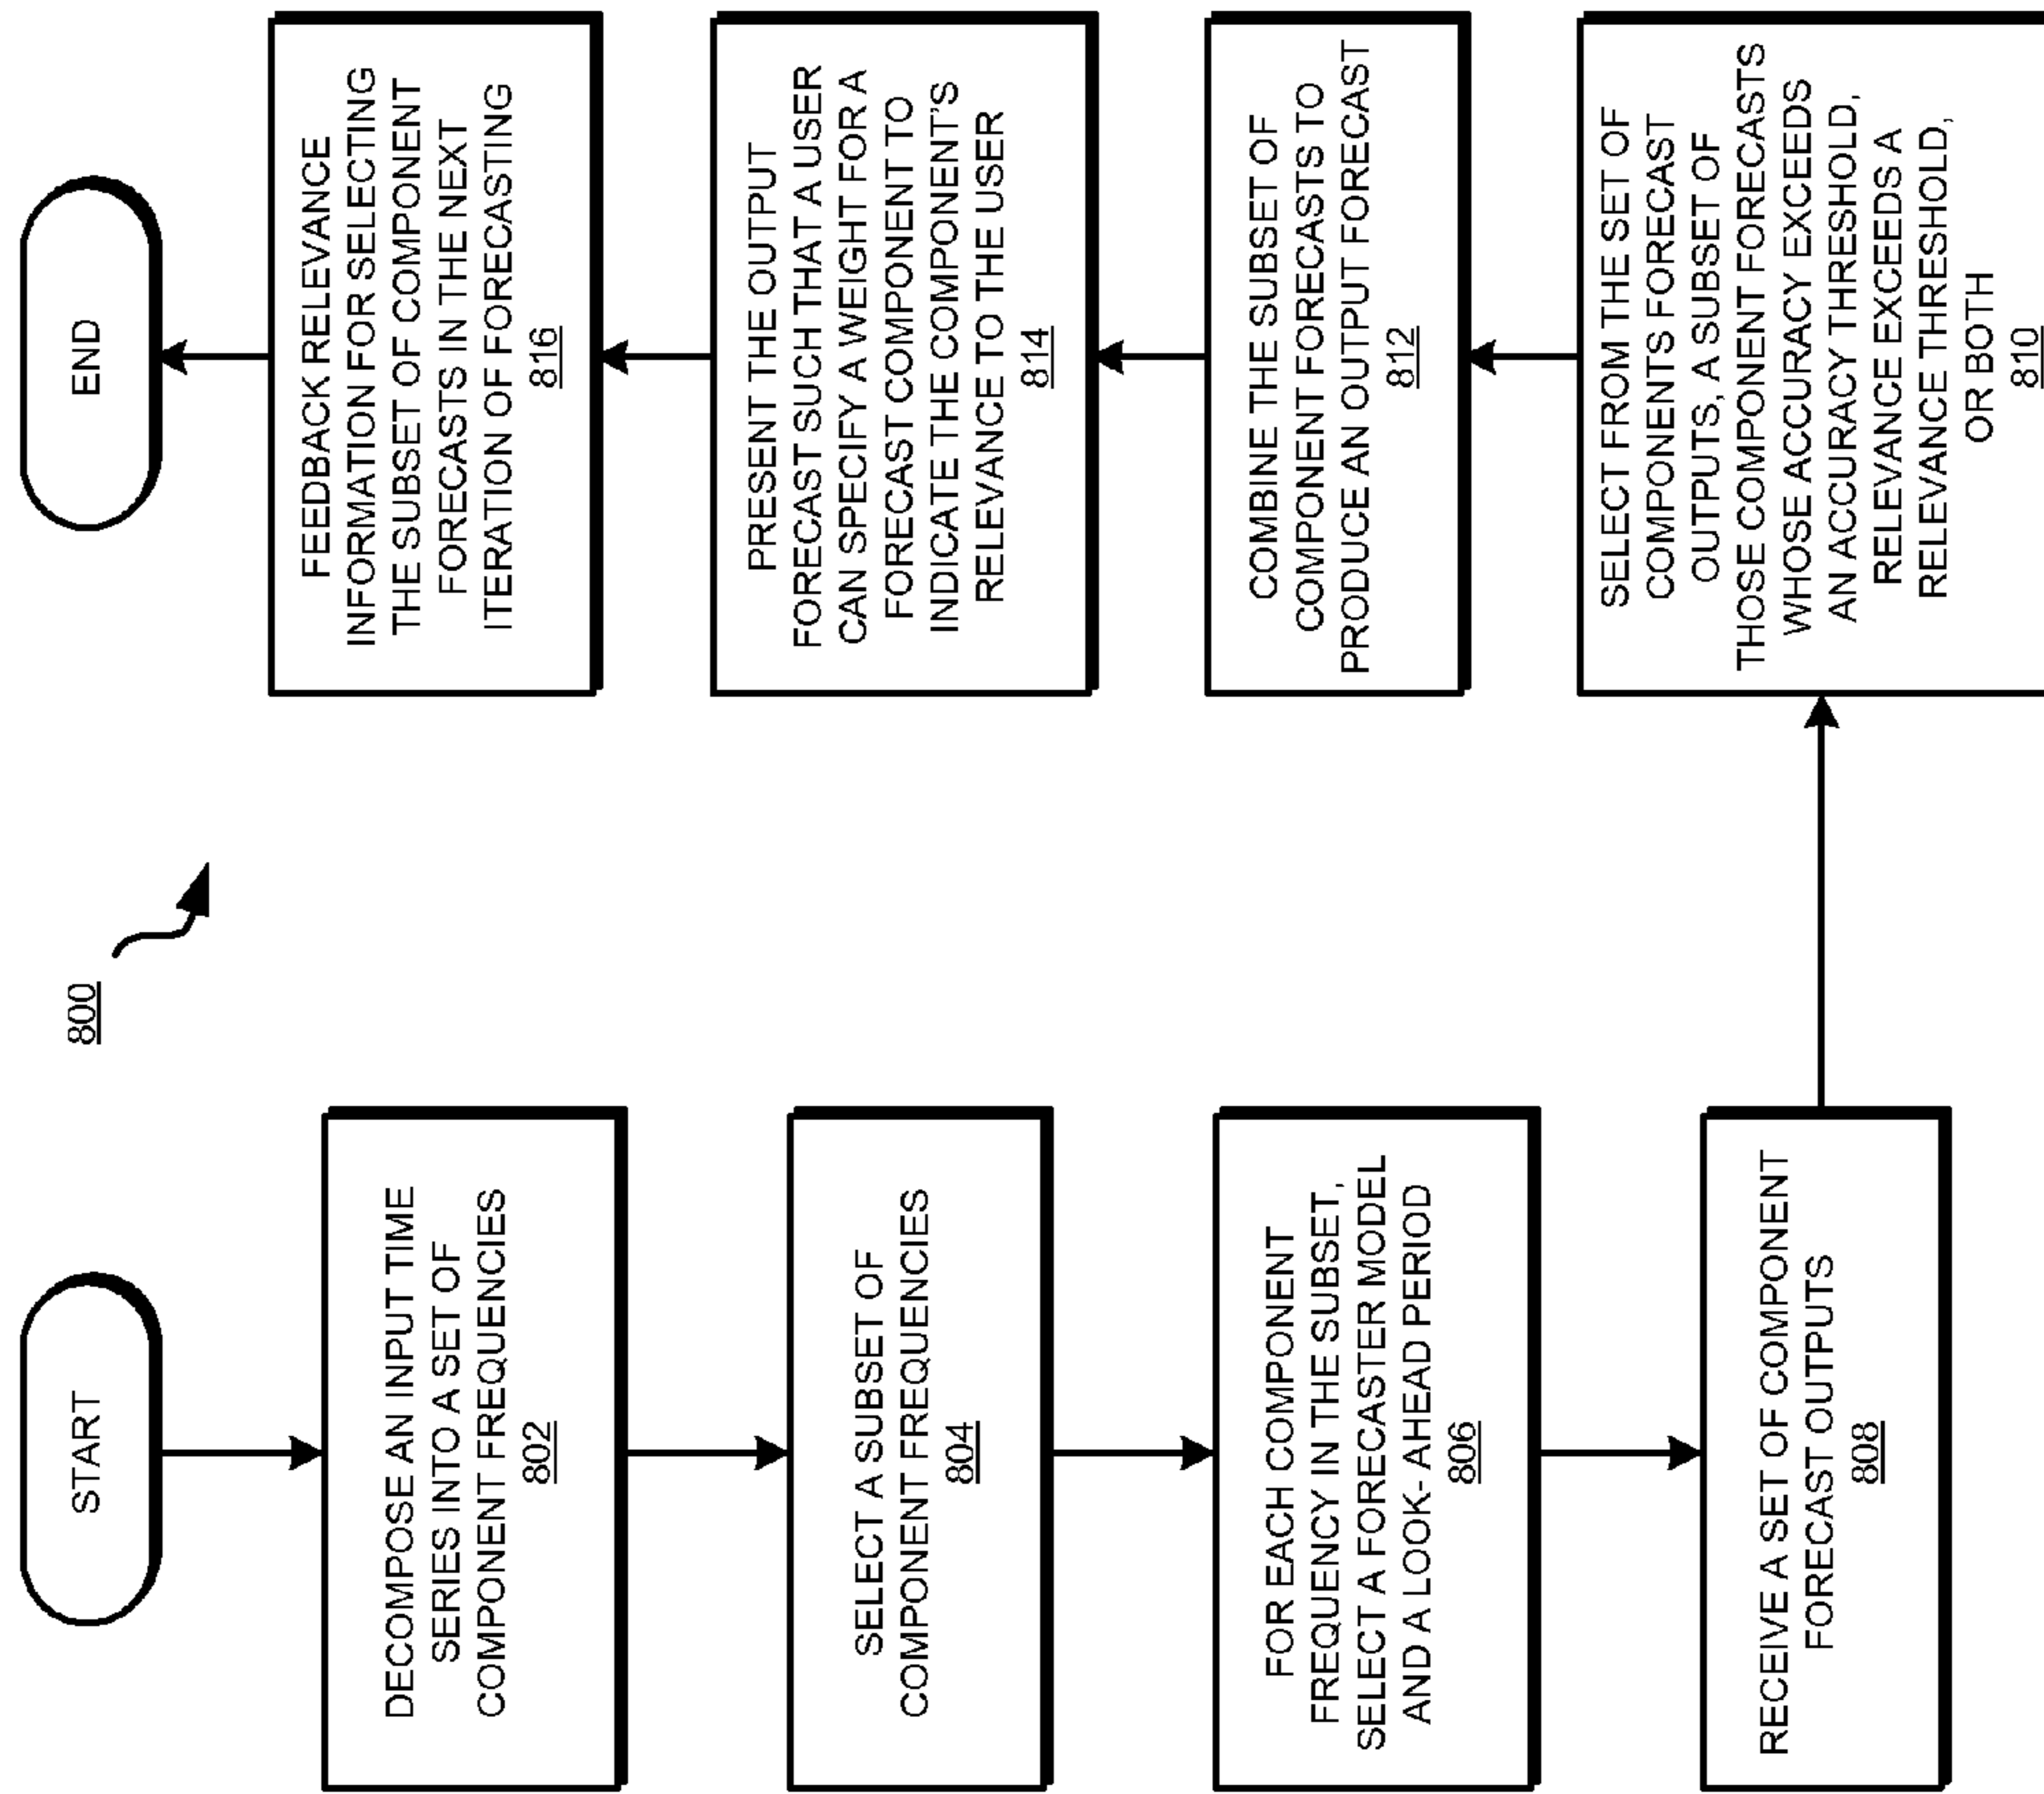 800
START
DECOMPOSE AN INPUT TIME
SERIES INTO A SET OF
COMPONENT FREQUENCIES
802
SELECT A SUBSET OF
COMPONENT FREQUENCIES
804
FOR EACH COMPONENT
FREQUENCY IN THE SUBSET,
SELECT A FORECASTER MODEL
AND A LOOK- AHEAD PERIOD
806
RECEIVE A SET OF COMPONENT
FORECAST OUTPUTS
808
SELECT FROM THE SET OF
COMPONENTS FORECAST
OUTPUTS, A SUBSET OF
THOSE COMPONENT FORECASTS
WHOSE ACCURACY EXCEEDS
AN ACCURACY THRESHOLD,
RELEVANCE EXCEEDS A
RELEVANCE THRESHOLD,
OR BOTH
810
COMBINE THE SUBSET OF
COMPONENT FORECASTS TO
PRODUCE AN OUTPUT FORECAST
812
PRESENT THE OUTPUT
FORECAST SUCH THAT A USER
CAN SPECIFY A WEIGHT FOR A
FORECAST COMPONENT TO
INDICATE THE COMPONENT'S
RELEVANCE TO THE USER
814
FEEDBACK RELEVANCE
INFORMATION FOR SELECTING
THE SUBSET OF COMPONENT
FORECASTS IN THE NEXT
ITERATION OF FORECASTING
816
END